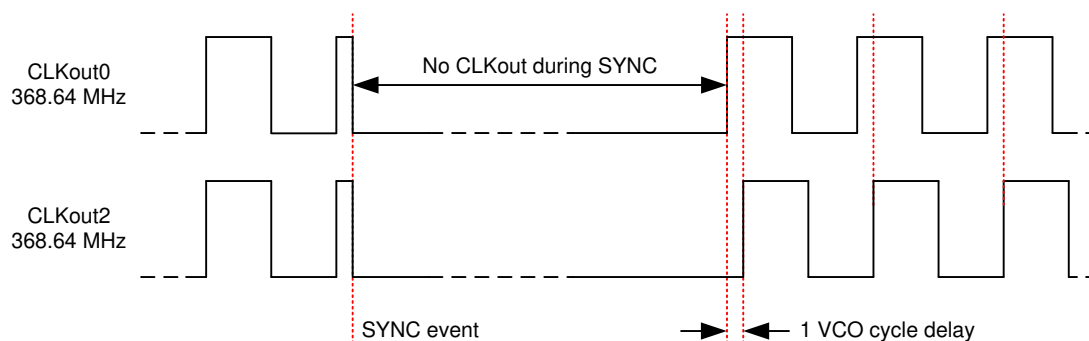 CLKout0
368.64 MHz
No CLKout during SYNC
CLKout2
368.64 MHz
SYNC event
1 VCO cycle delay